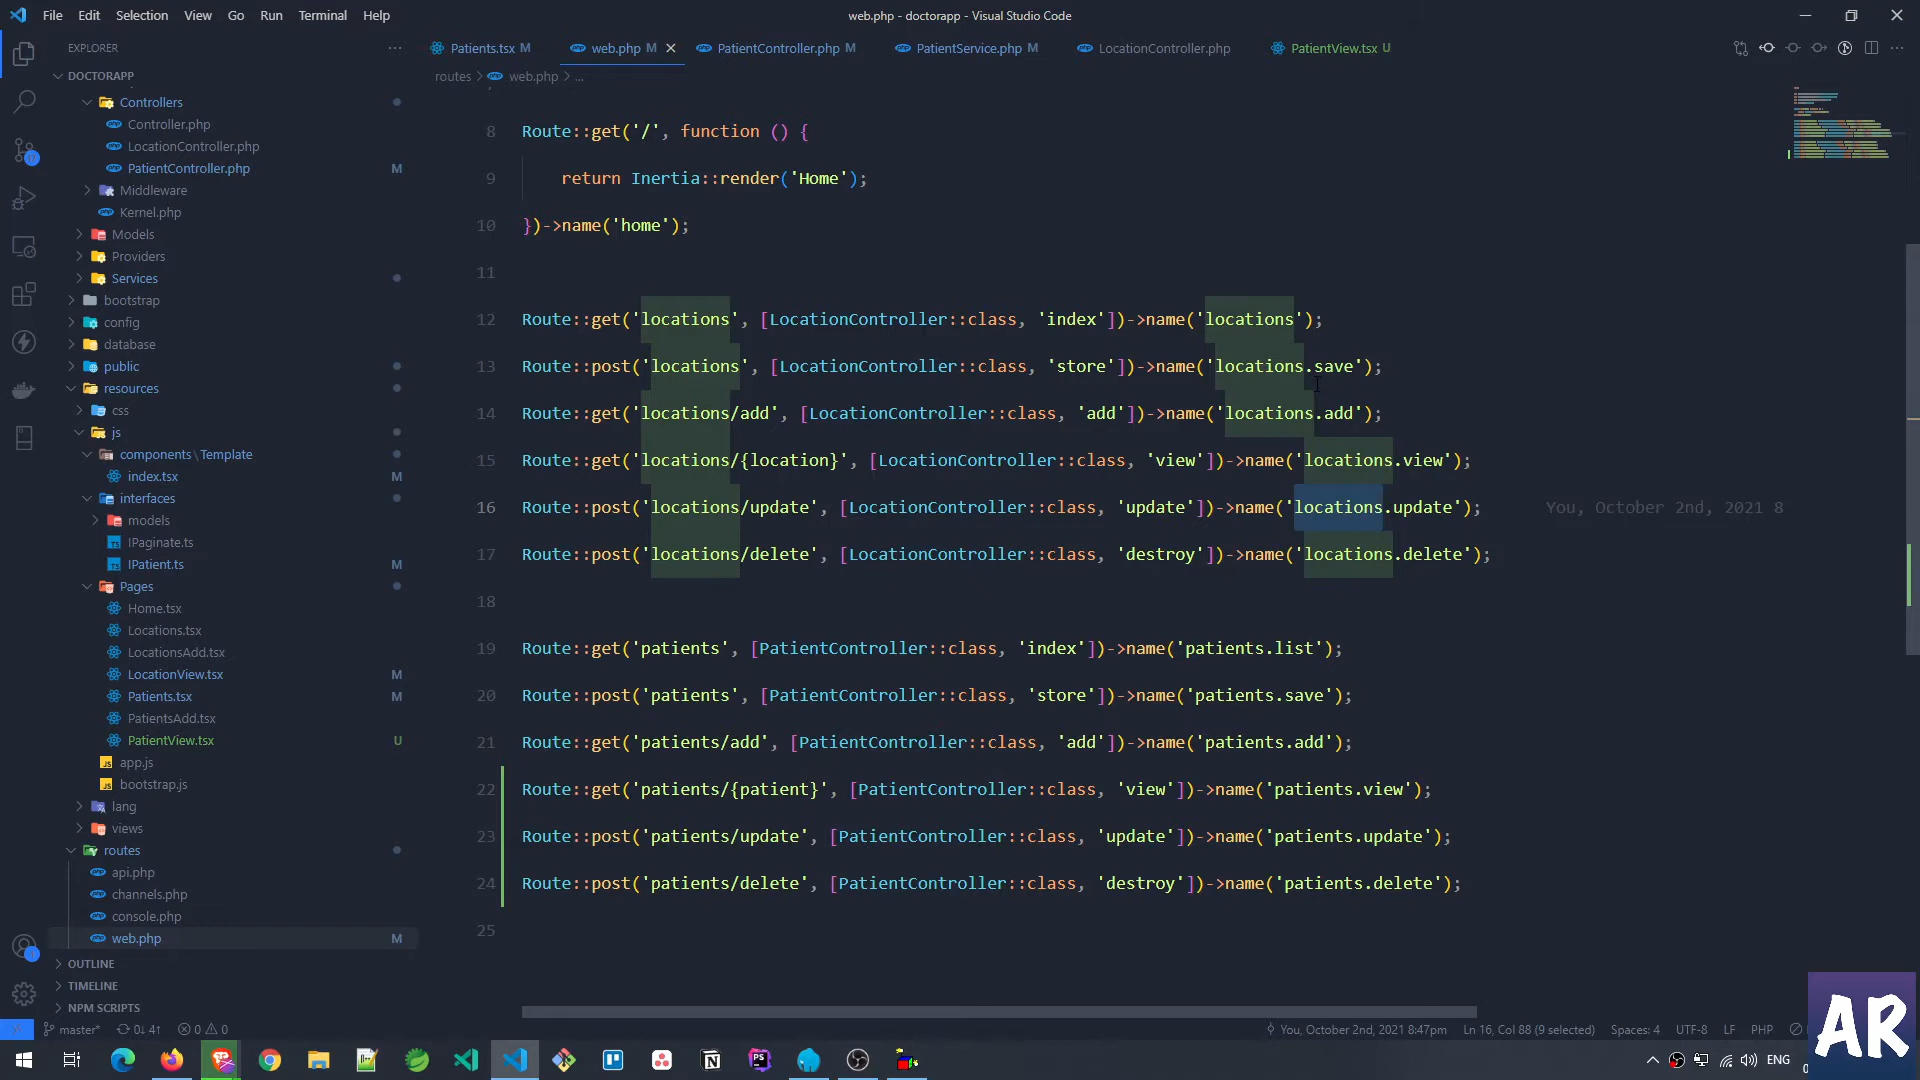 File Edit Selection View Go Run Terminal Help
web.php - doctorapp - Visual Studio Code
EXPLORER
Patients.tsx M
web.php M
PatientController.php M
PatientService.php M
LocationController.php
PatientView.tsx U
DOCTORAPP
routes > web.php > ...
Controllers
Controller.php
LocationController.php
PatientController.php M
Middleware
Kernel.php
Models
Providers
Services
bootstrap
config
database
public
resources
css
js
components\Template
index.tsx M
interfaces
models
IPaginate.ts
IPatient.ts M
Pages
Home.tsx
Locations.tsx
LocationsAdd.tsx
LocationView.tsx M
Patients.tsx M
PatientsAdd.tsx
PatientView.tsx U
app.js
bootstrap.js
lang
views
routes
api.php
channels.php
console.php
web.php M
OUTLINE
TIMELINE
NPM SCRIPTS
8 Route::get('/', function () {
9 return Inertia::render('Home');
10 })->name('home');
11
12 Route::get('locations', [LocationController::class, 'index'])->name('locations');
13 Route::post('locations', [LocationController::class, 'store'])->name('locations.save');
14 Route::get('locations/add', [LocationController::class, 'add'])->name('locations.add');
15 Route::get('locations/{location}', [LocationController::class, 'view'])->name('locations.view');
16 Route::post('locations/update', [LocationController::class, 'update'])->name('locations.update'); You, October 2nd, 2021 8
17 Route::post('locations/delete', [LocationController::class, 'destroy'])->name('locations.delete');
18
19 Route::get('patients', [PatientController::class, 'index'])->name('patients.list');
20 Route::post('patients', [PatientController::class, 'store'])->name('patients.save');
21 Route::get('patients/add', [PatientController::class, 'add'])->name('patients.add');
22 Route::get('patients/{patient}', [PatientController::class, 'view'])->name('patients.view');
23 Route::post('patients/update', [PatientController::class, 'update'])->name('patients.update');
24 Route::post('patients/delete', [PatientController::class, 'destroy'])->name('patients.delete');
25
master* 0↓ 4↑ 0 0 You, October 2nd, 2021 8:47pm Ln 16, Col 88 (9 selected) Spaces: 4 UTF-8 LF PHP
ENG
AR